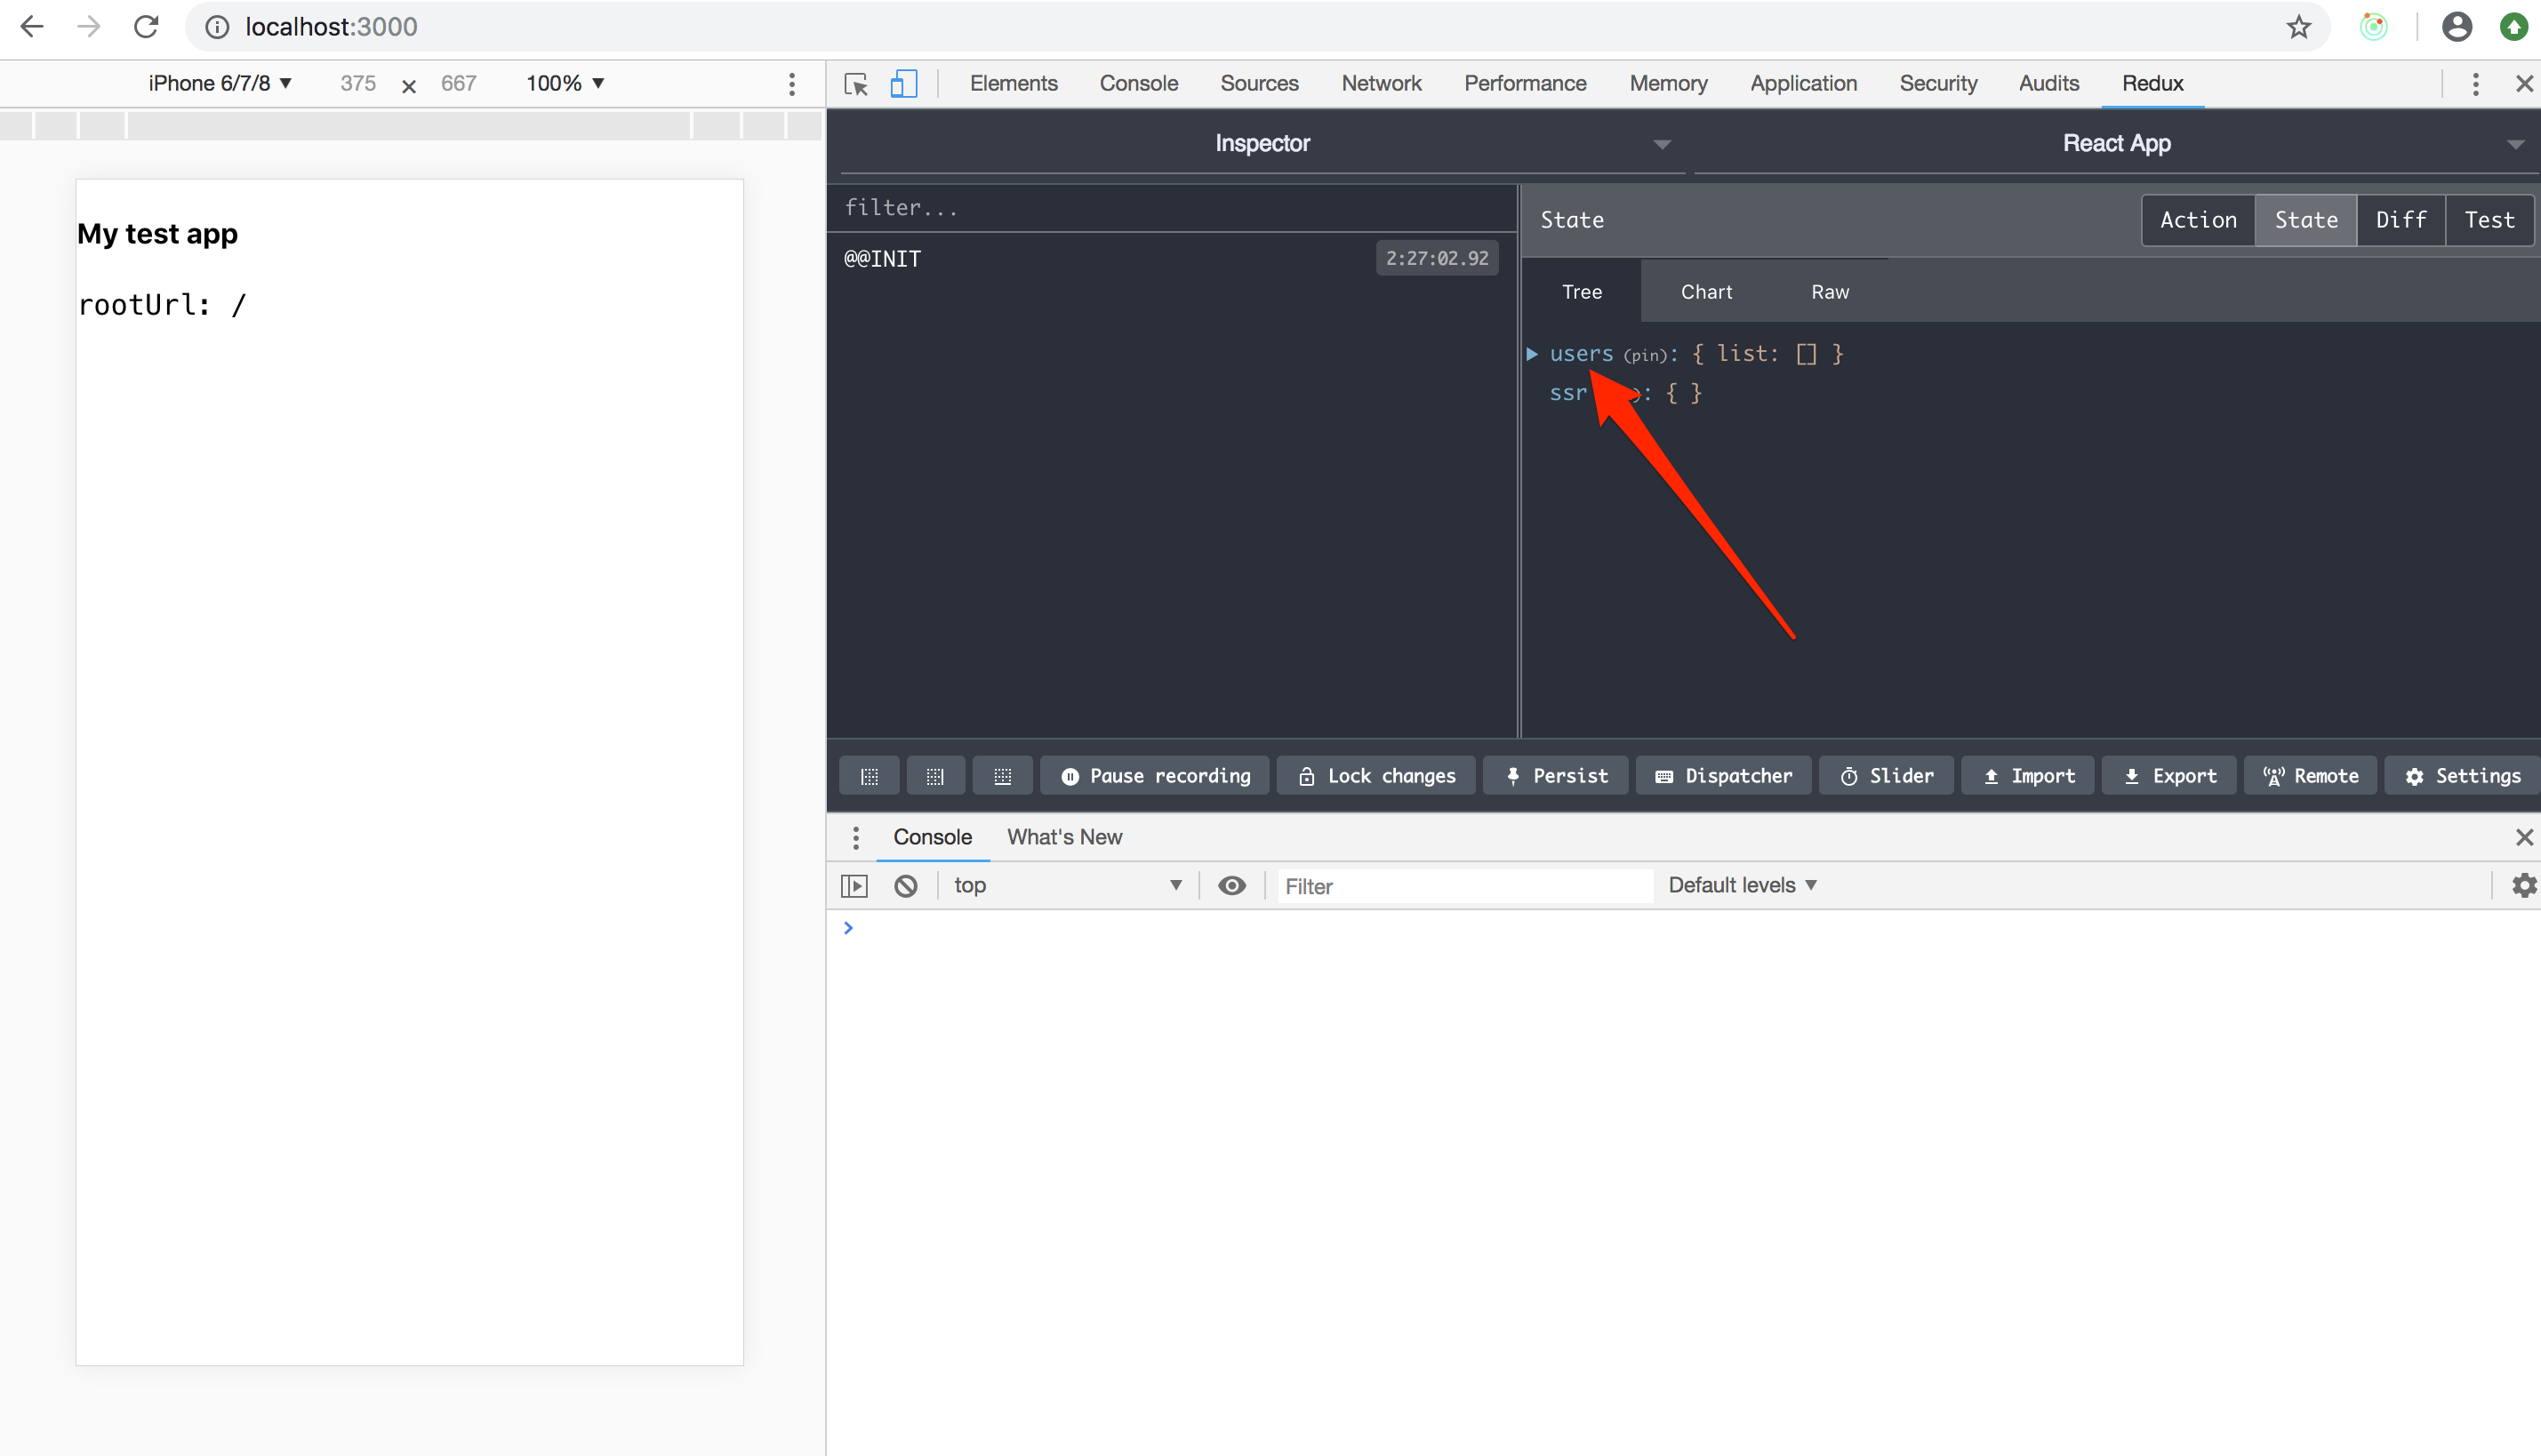 localhost:3000
iPhone 6/7/8 ▼ 375 × 667 100% ▼
Elements Console Sources Network Performance Memory Application Security Audits Redux
Inspector React App
My test app
rootUrl: /
filter...
@@INIT 2:27:02.92
State Action State Diff Test
Tree Chart Raw
users (pin): { list: [] }
ssr : { }
Pause recording Lock changes Persist Dispatcher Slider Import Export Remote Settings
Console What's New
top ▼ Filter Default levels ▼